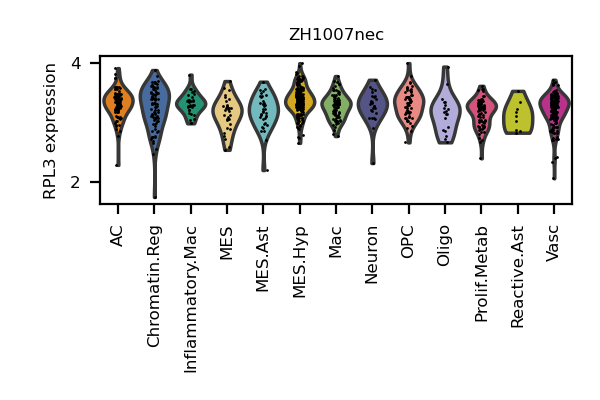 ZH1007nec
RPL3 expression
4
2
AC
Chromatin.Reg
Inflammatory.Mac
MES
MES.Ast
MES.Hyp
Mac
Neuron
OPC
Oligo
Prolif.Metab
Reactive.Ast
Vasc